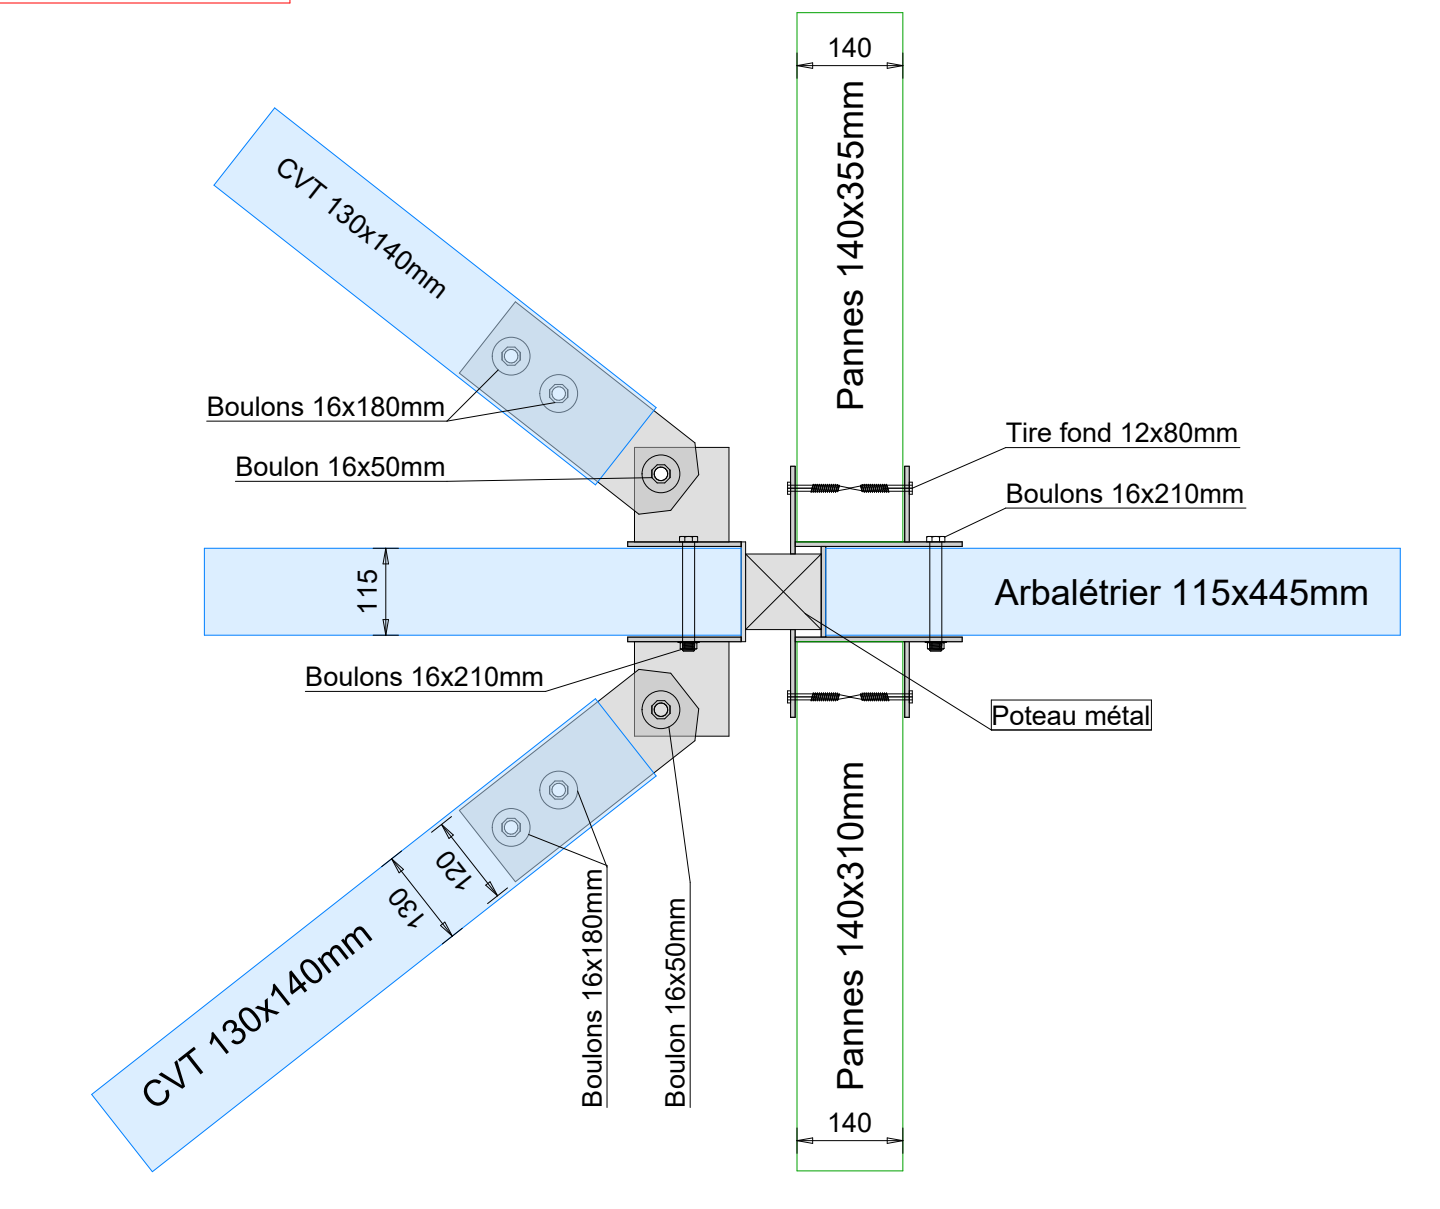 140
Pannes 140x355mm
CVT 130x140mm
Boulons 16x180mm
Tire fond 12x80mm
Boulon 16x50mm
Boulons 16x210mm
115
Arbalétrier 115x445mm
Boulons 16x210mm
Poteau métal
120
130
CVT 130x140mm
Boulons 16x180mm
Boulon 16x50mm
Pannes 140x310mm
140